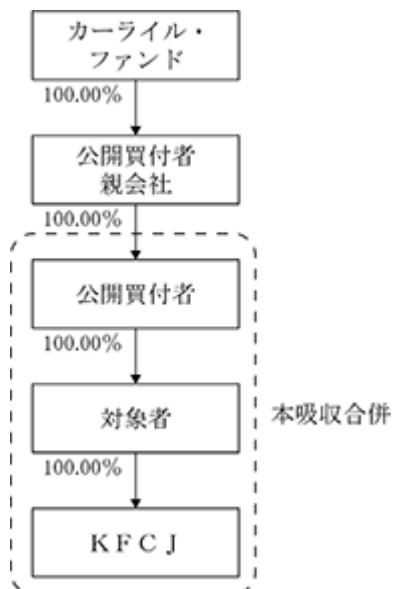 カーライル・
ファンド
100.00%
公開買付者
親会社
100.00%
公開買付者
100.00%
対象者
本吸収合併
100.00%
ＫＦＣＪ